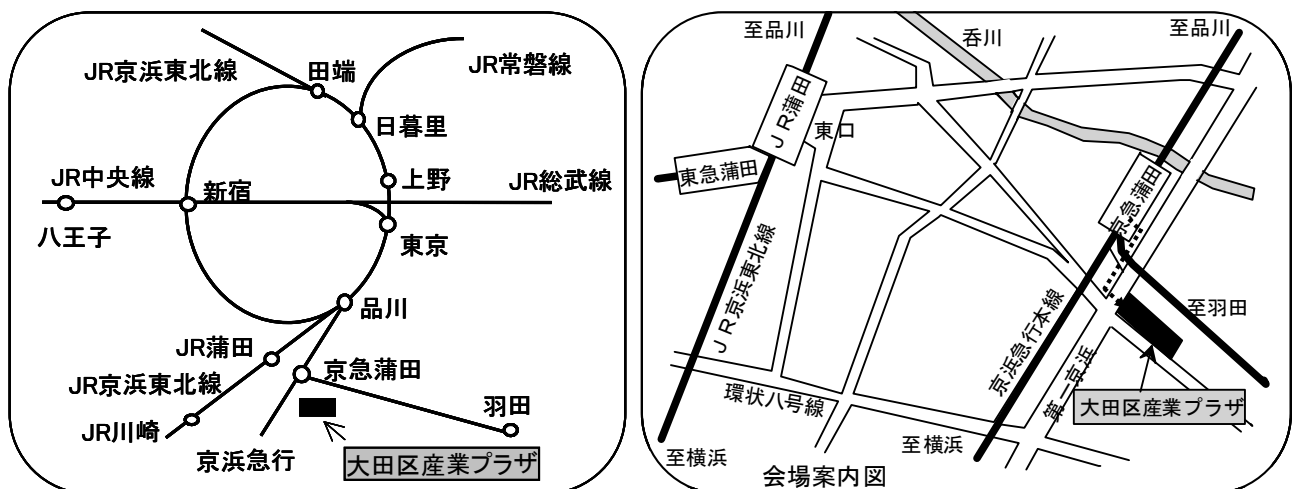 JR京浜東北線
田端
JR常磐線
日暮里
JR中央線
新宿
上野
JR総武線
八王子
東京
品川
JR蒲田
京急蒲田
JR京浜東北線
羽田
JR川崎
京浜急行
大田区産業プラザ
至品川
呑川
至品川
JR蒲田
東口
東急蒲田
京急蒲田
JR京浜東北線
至羽田
京浜急行本線
第一京浜
環状八号線
大田区産業プラザ
至横浜
至横浜
会場案内図